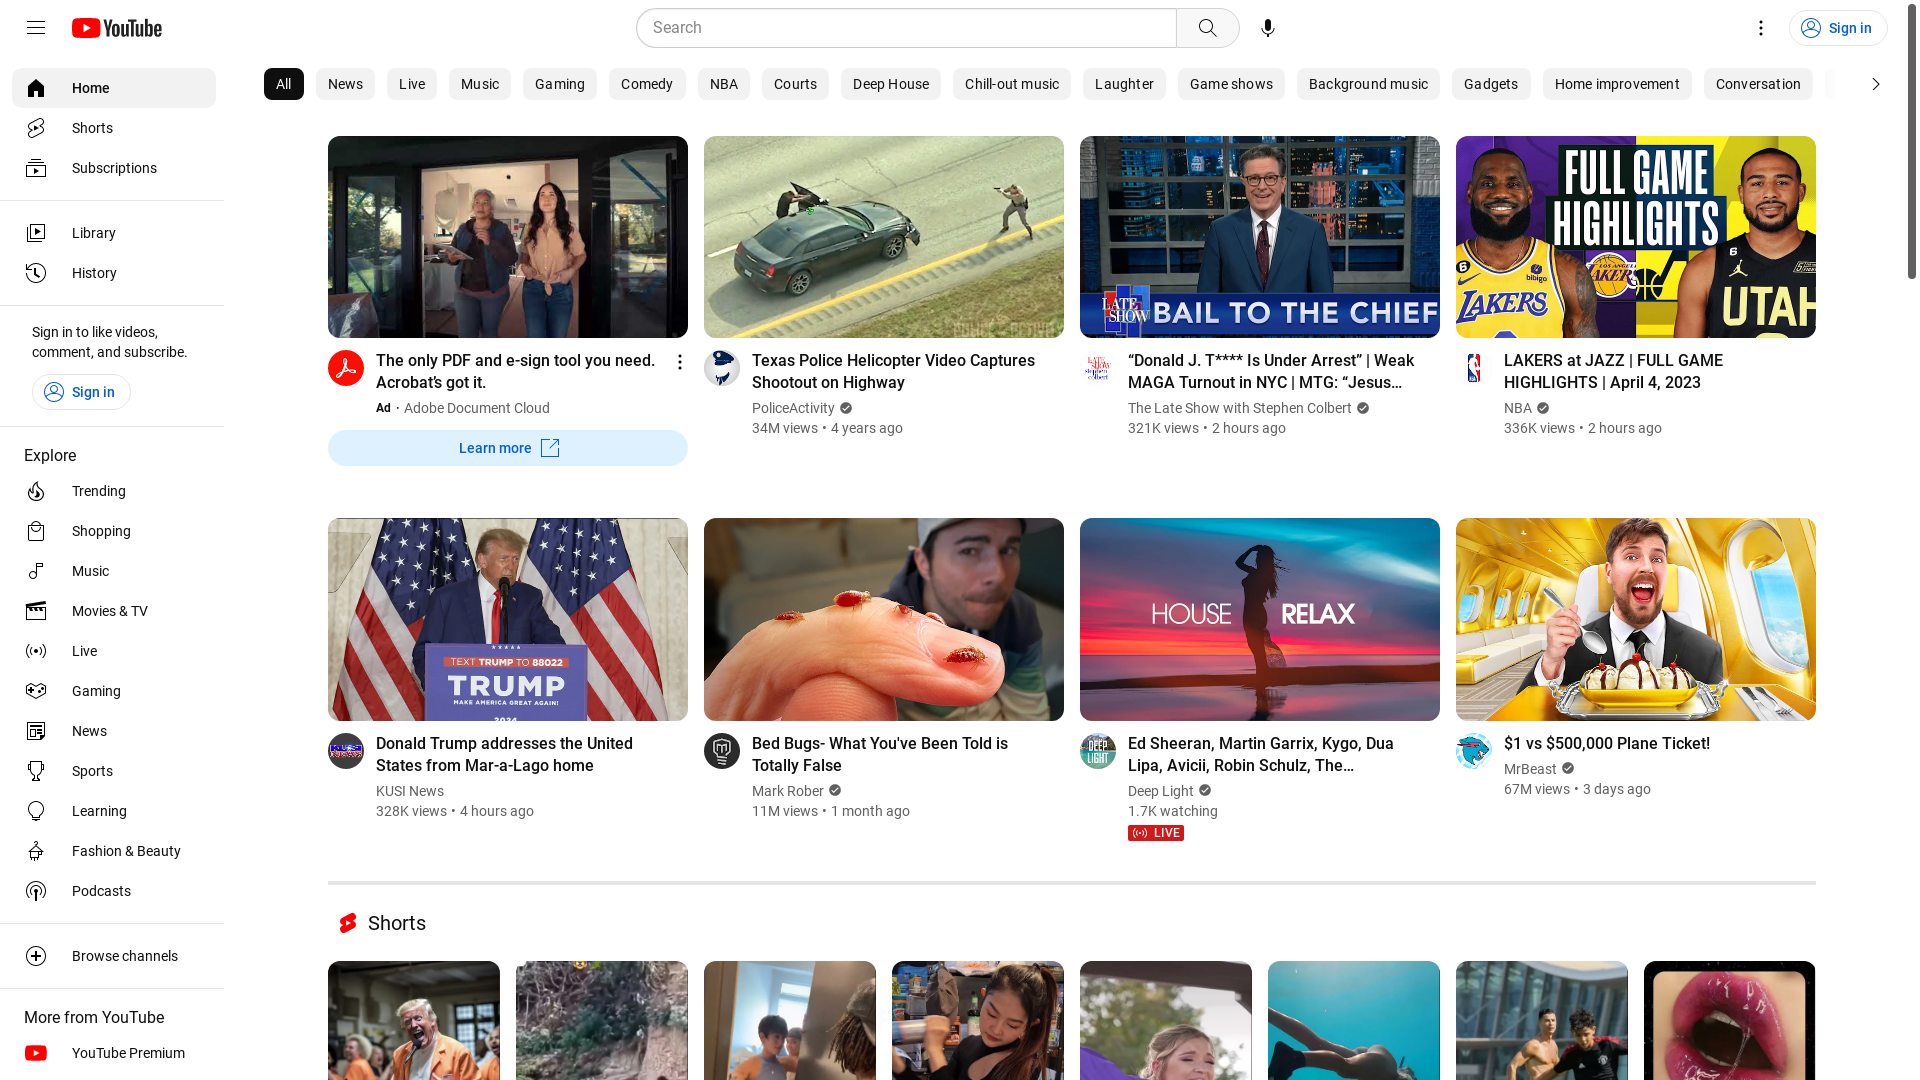 YouTube
Search
Sign in
Home
Shorts
Subscriptions
Library
History
Sign in to like videos,
comment, and subscribe.
Sign in
Explore
Trending
Shopping
Music
Movies & TV
Live
Gaming
News
Sports
Learning
Fashion & Beauty
Podcasts
Browse channels
More from YouTube
YouTube Premium
All
News
Live
Music
Gaming
Comedy
NBA
Courts
Deep House
Chill-out music
Laughter
Game shows
Background music
Gadgets
Home improvement
Conversation
The only PDF and e-sign tool you need.
Acrobat's got it.
Ad · Adobe Document Cloud
Learn more
Texas Police Helicopter Video Captures
Shootout on Highway
PoliceActivity
34M views • 4 years ago
LATE
SHOW
BAIL TO THE CHIEF
“Donald J. T**** Is Under Arrest” | Weak
MAGA Turnout in NYC | MTG: “Jesus…
The Late Show with Stephen Colbert
321K views • 2 hours ago
FULL GAME
HIGHLIGHTS
LAKERS
bibigo
LAKERS
6
6
UTAH
LAKERS at JAZZ | FULL GAME
HIGHLIGHTS | April 4, 2023
NBA
336K views • 2 hours ago
TEXT TRUMP TO 88022
TRUMP
MAKE AMERICA GREAT AGAIN!
2024
KUSI
Donald Trump addresses the United
States from Mar-a-Lago home
KUSI News
328K views • 4 hours ago
Bed Bugs- What You've Been Told is
Totally False
Mark Rober
11M views • 1 month ago
HOUSE RELAX
DEEP
LIGHT
Ed Sheeran, Martin Garrix, Kygo, Dua
Lipa, Avicii, Robin Schulz, The…
Deep Light
1.7K watching
LIVE
$1 vs $500,000 Plane Ticket!
MrBeast
67M views • 3 days ago
Shorts